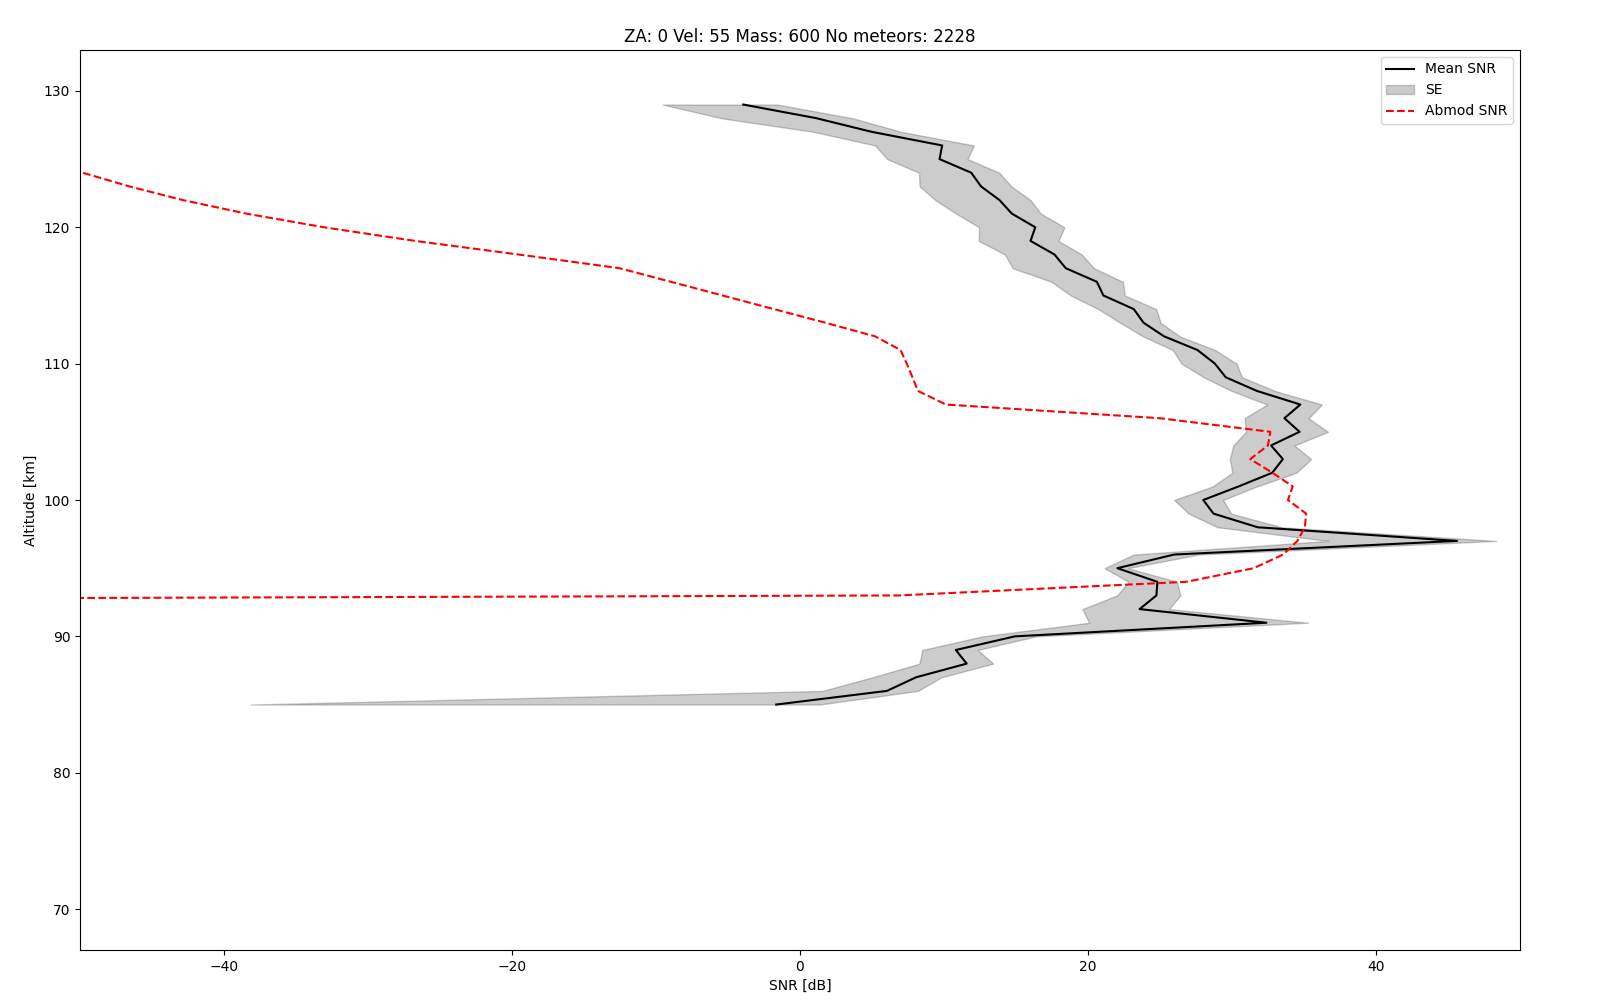 ZA: 0 Vel: 55 Mass: 600 No meteors: 2228
Mean SNR
SE
Abmod SNR
130
120
110
100
90
80
70
Altitude [km]
−40
−20
0
20
40
SNR [dB]